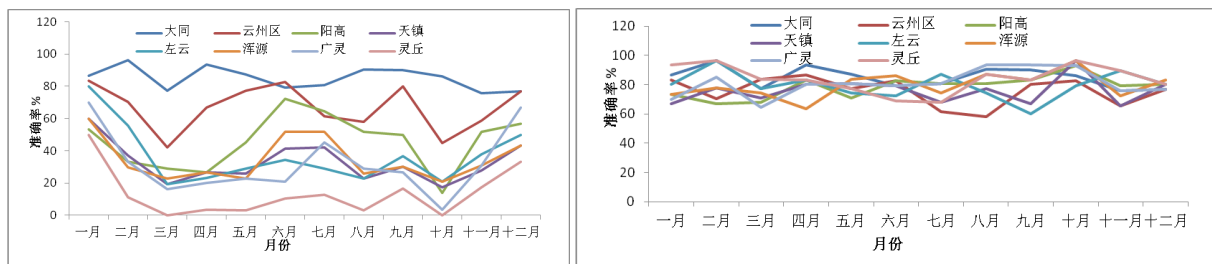 120
100
80
60
40
20
0
准确率 %
大同 云州区 阳高 天镇
左云 浑源 广灵 灵丘
一月 二月 三月 四月 五月 六月 七月 八月 九月 十月 十一月 十二月
月份
120
100
80
60
40
20
0
准确率 %
大同 云州区 阳高
天镇 左云 浑源
广灵 灵丘
一月 二月 三月 四月 五月 六月 七月 八月 九月 十月 十一月 十二月
月份